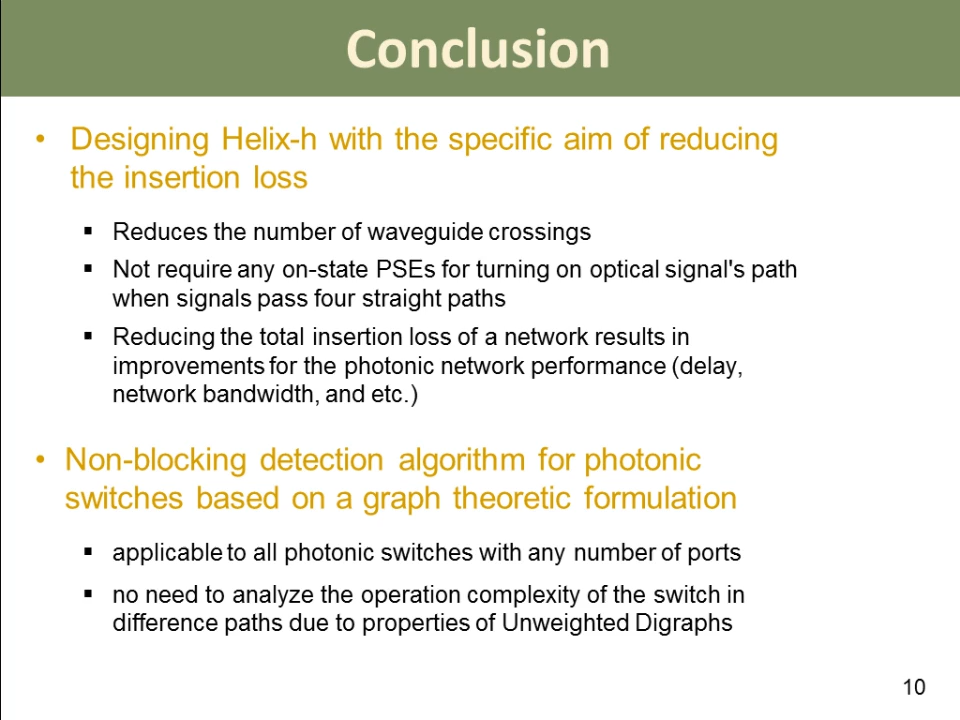 Conclusion
• Designing Helix-h with the specific aim of reducing
the insertion loss
▪ Reduces the number of waveguide crossings
▪ Not require any on-state PSEs for turning on optical signal's path
when signals pass four straight paths
▪ Reducing the total insertion loss of a network results in
improvements for the photonic network performance (delay,
network bandwidth, and etc.)
• Non-blocking detection algorithm for photonic
switches based on a graph theoretic formulation
▪ applicable to all photonic switches with any number of ports
▪ no need to analyze the operation complexity of the switch in
difference paths due to properties of Unweighted Digraphs
10